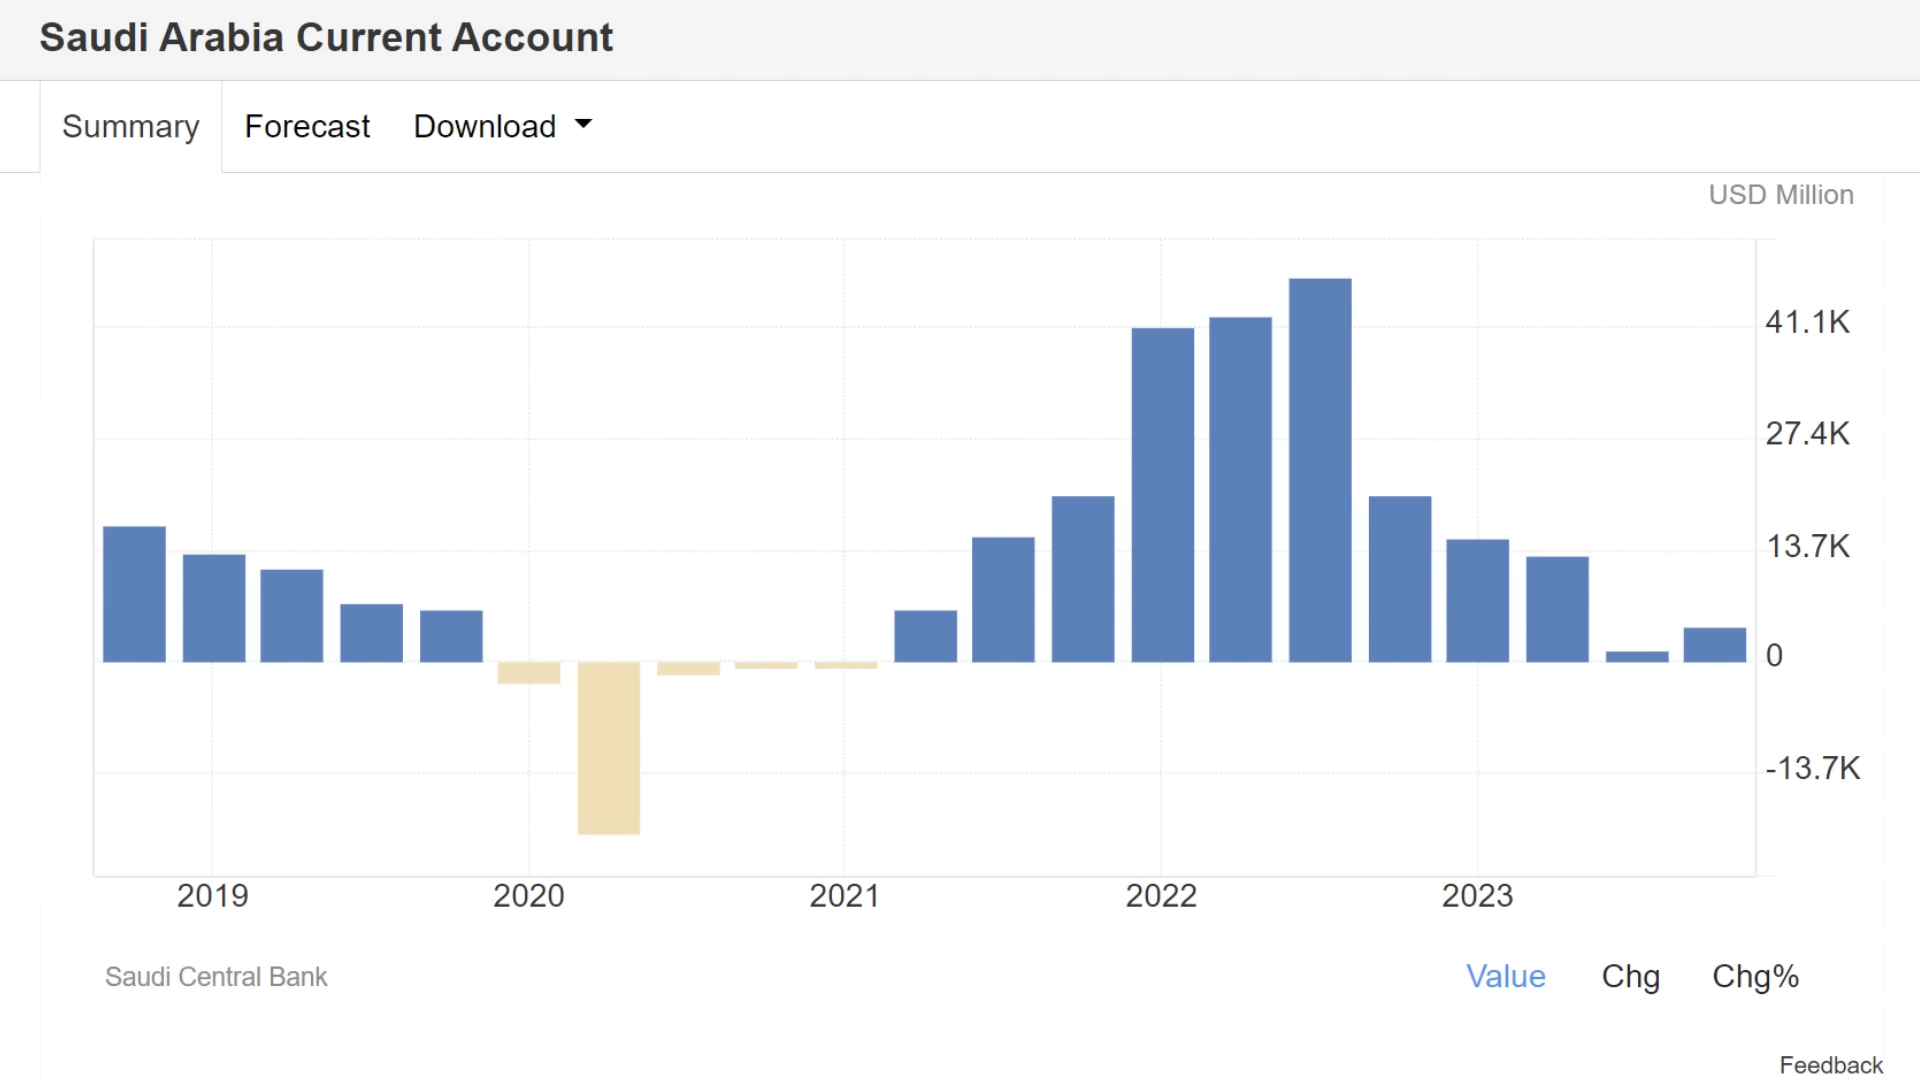 Saudi Arabia Current Account
Summary Forecast Download
USD Million
41.1K
27.4K
13.7K
0
-13.7K
2019 2020 2021 2022 2023
Saudi Central Bank Value Chg Chg%
Feedback